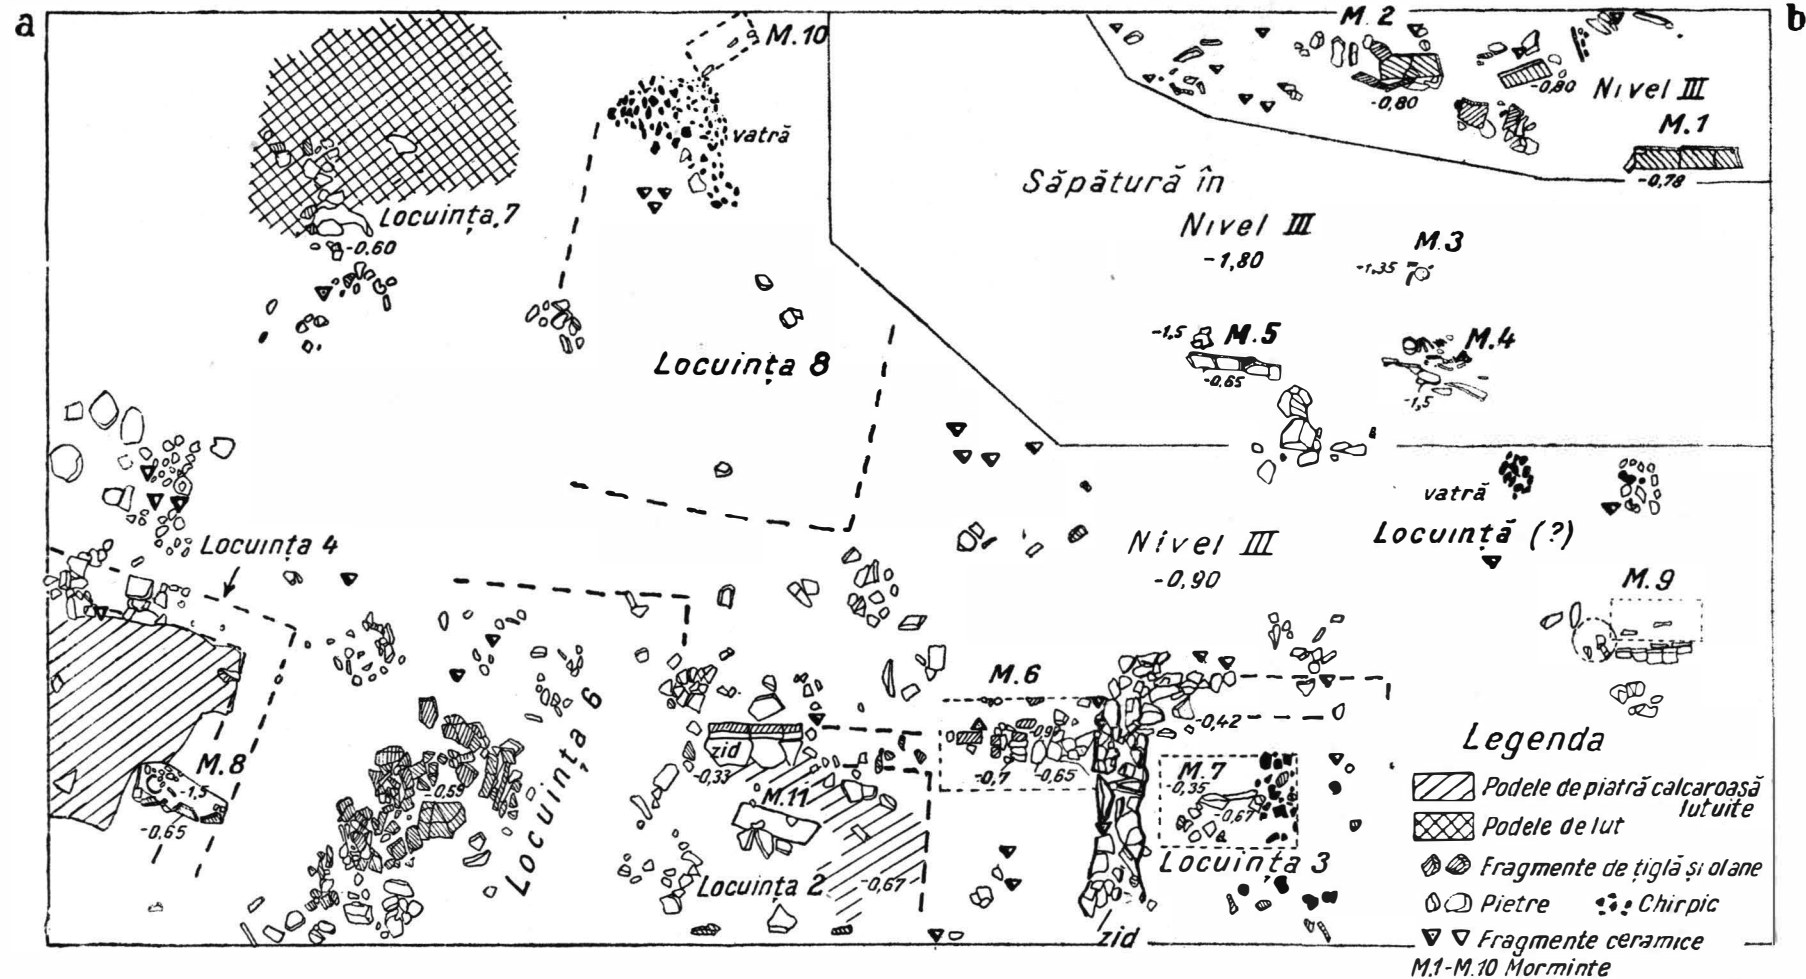 a
b
M.10
M.2
-0,80
-0,80
Nivel III
M.1
-0,78
vatră
Săpătură în
Nivel III
-1,80
M.3
-1,35
Locuința.7
-0.60
-1,5 M.5
-0,65
M.4
-1,5
Locuința 8
vatră
Locuință (?)
Nivel III
-0,90
Locuința 4
M.9
M.6
-0,42
zid
-0,33
-0,7
-0,65
M.7
-0,35
-0,67
M.8
-1,5
-0,65
Locuința 6
M.11
Locuința 2
-0,67
Locuința 3
zid
Legenda
Podele de piatră calcaroasă
lutuite
Podele de lut
Fragmente de țiglă și olane
Pietre
Chirpic
Fragmente ceramice
M.1-M.10 Morminte